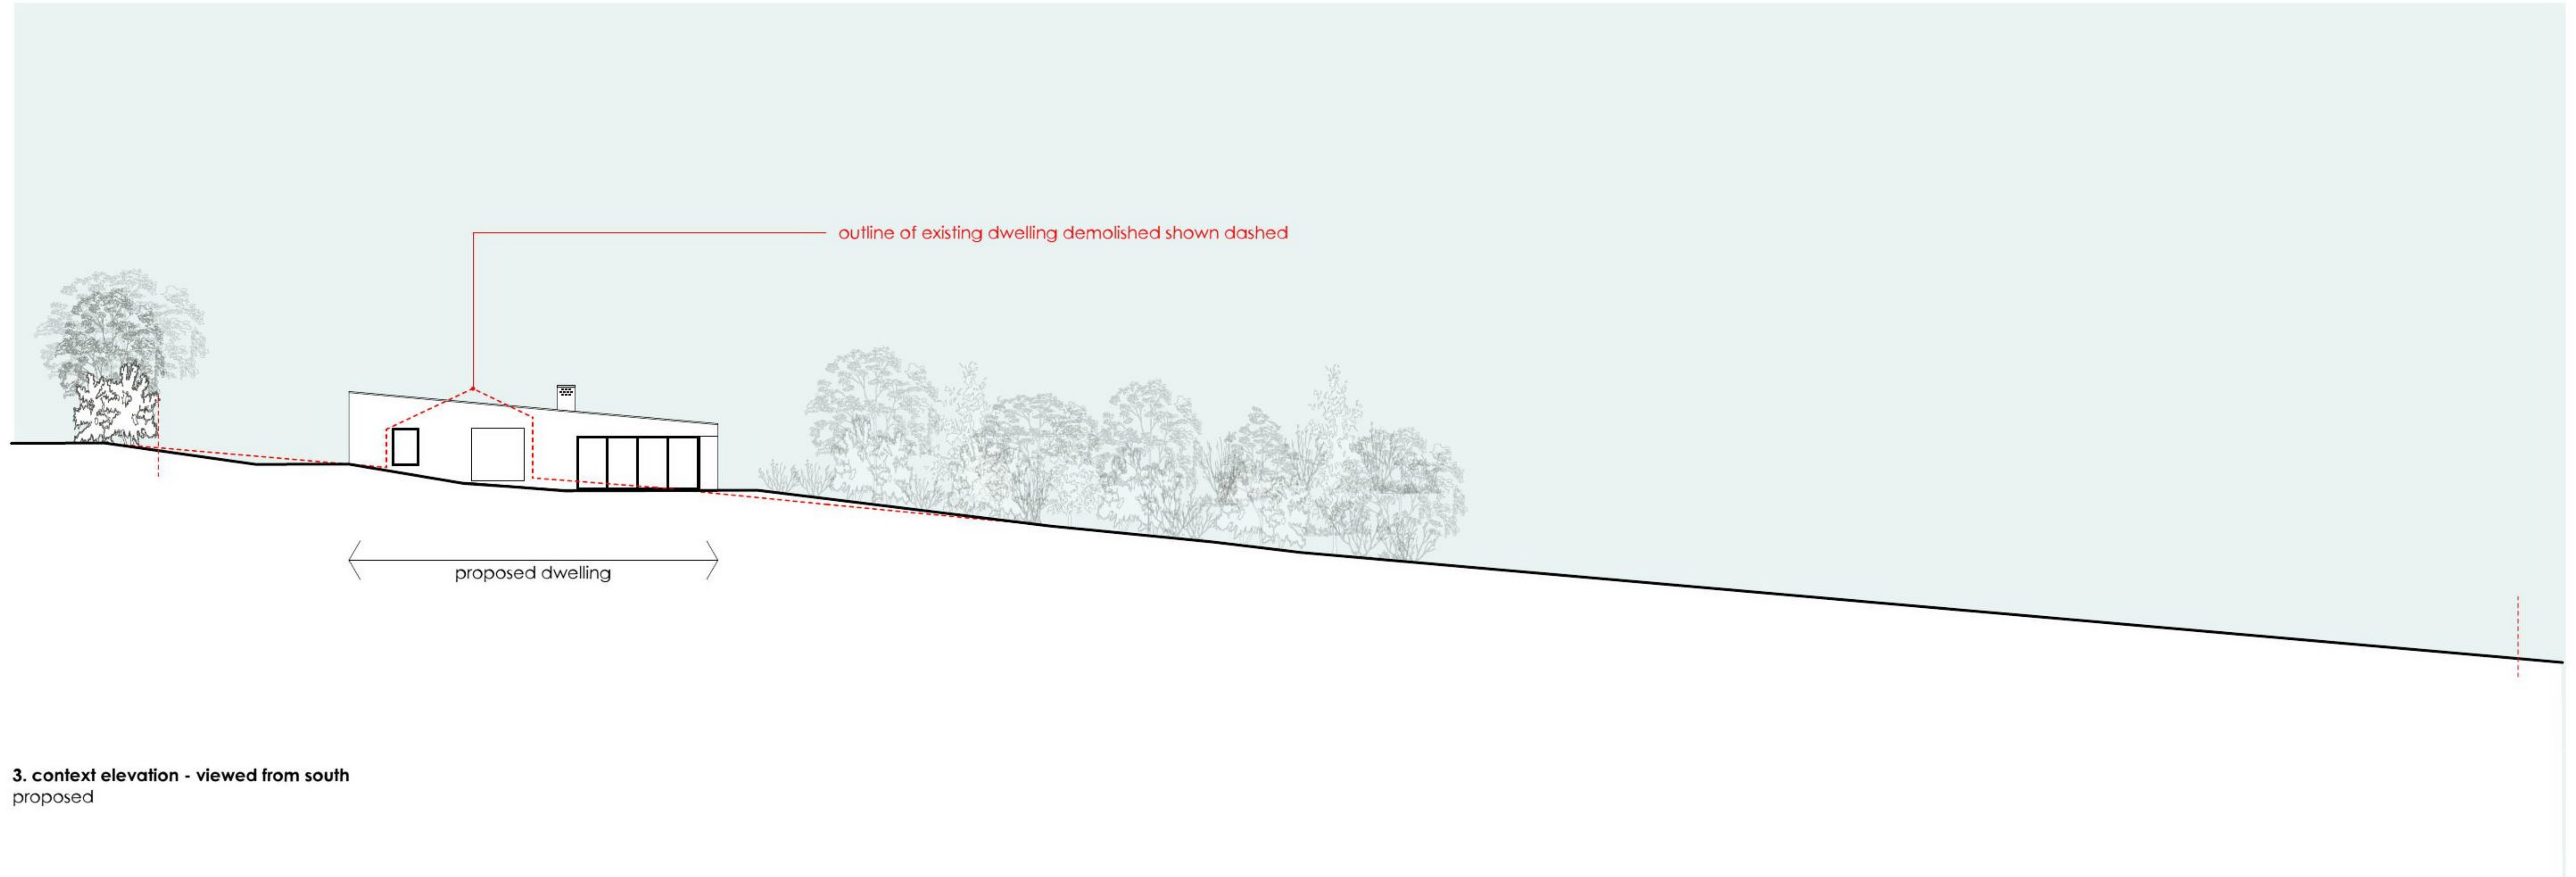 outline of existing dwelling demolished shown dashed
proposed dwelling
3. context elevation - viewed from south
proposed